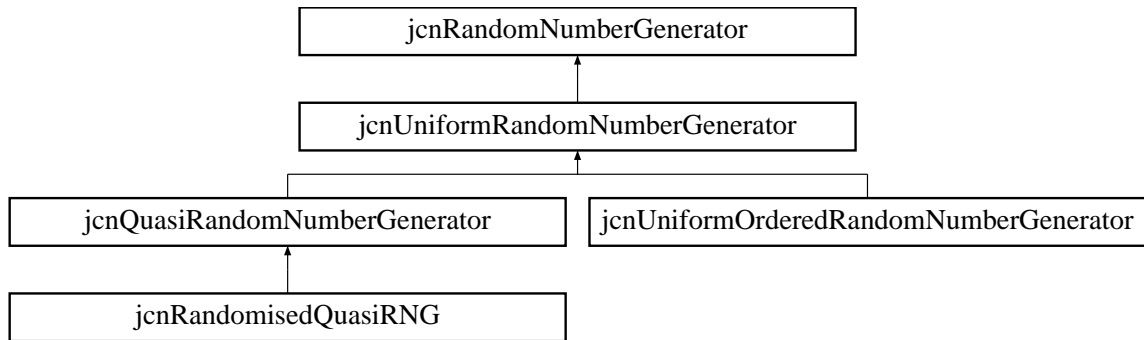 jcnRandomNumberGenerator
jcnUniformRandomNumberGenerator
jcnQuasiRandomNumberGenerator
jcnUniformOrderedRandomNumberGenerator
jcnRandomisedQuasiRNG